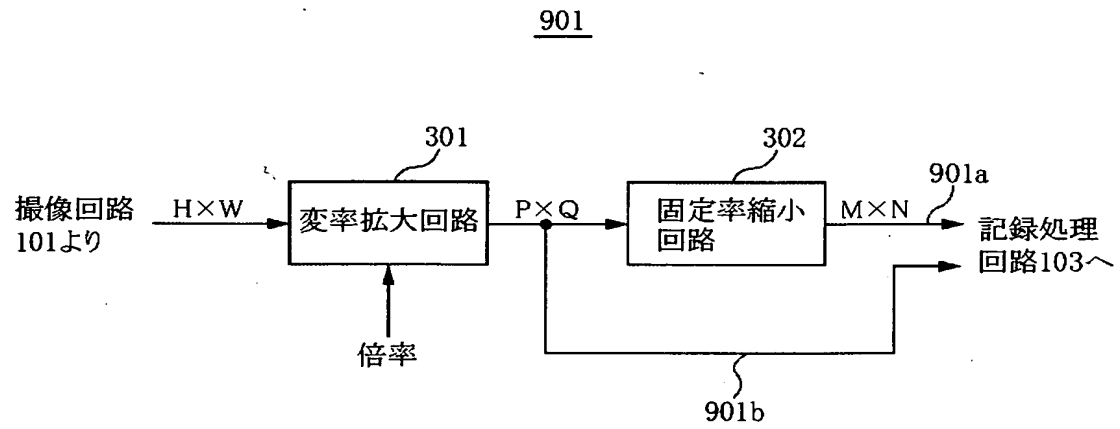 901
301
302
901a
撮像回路
101より
H×W
変率拡大回路
P×Q
固定率縮小
回路
M×N
記録処理
回路103へ
倍率
901b